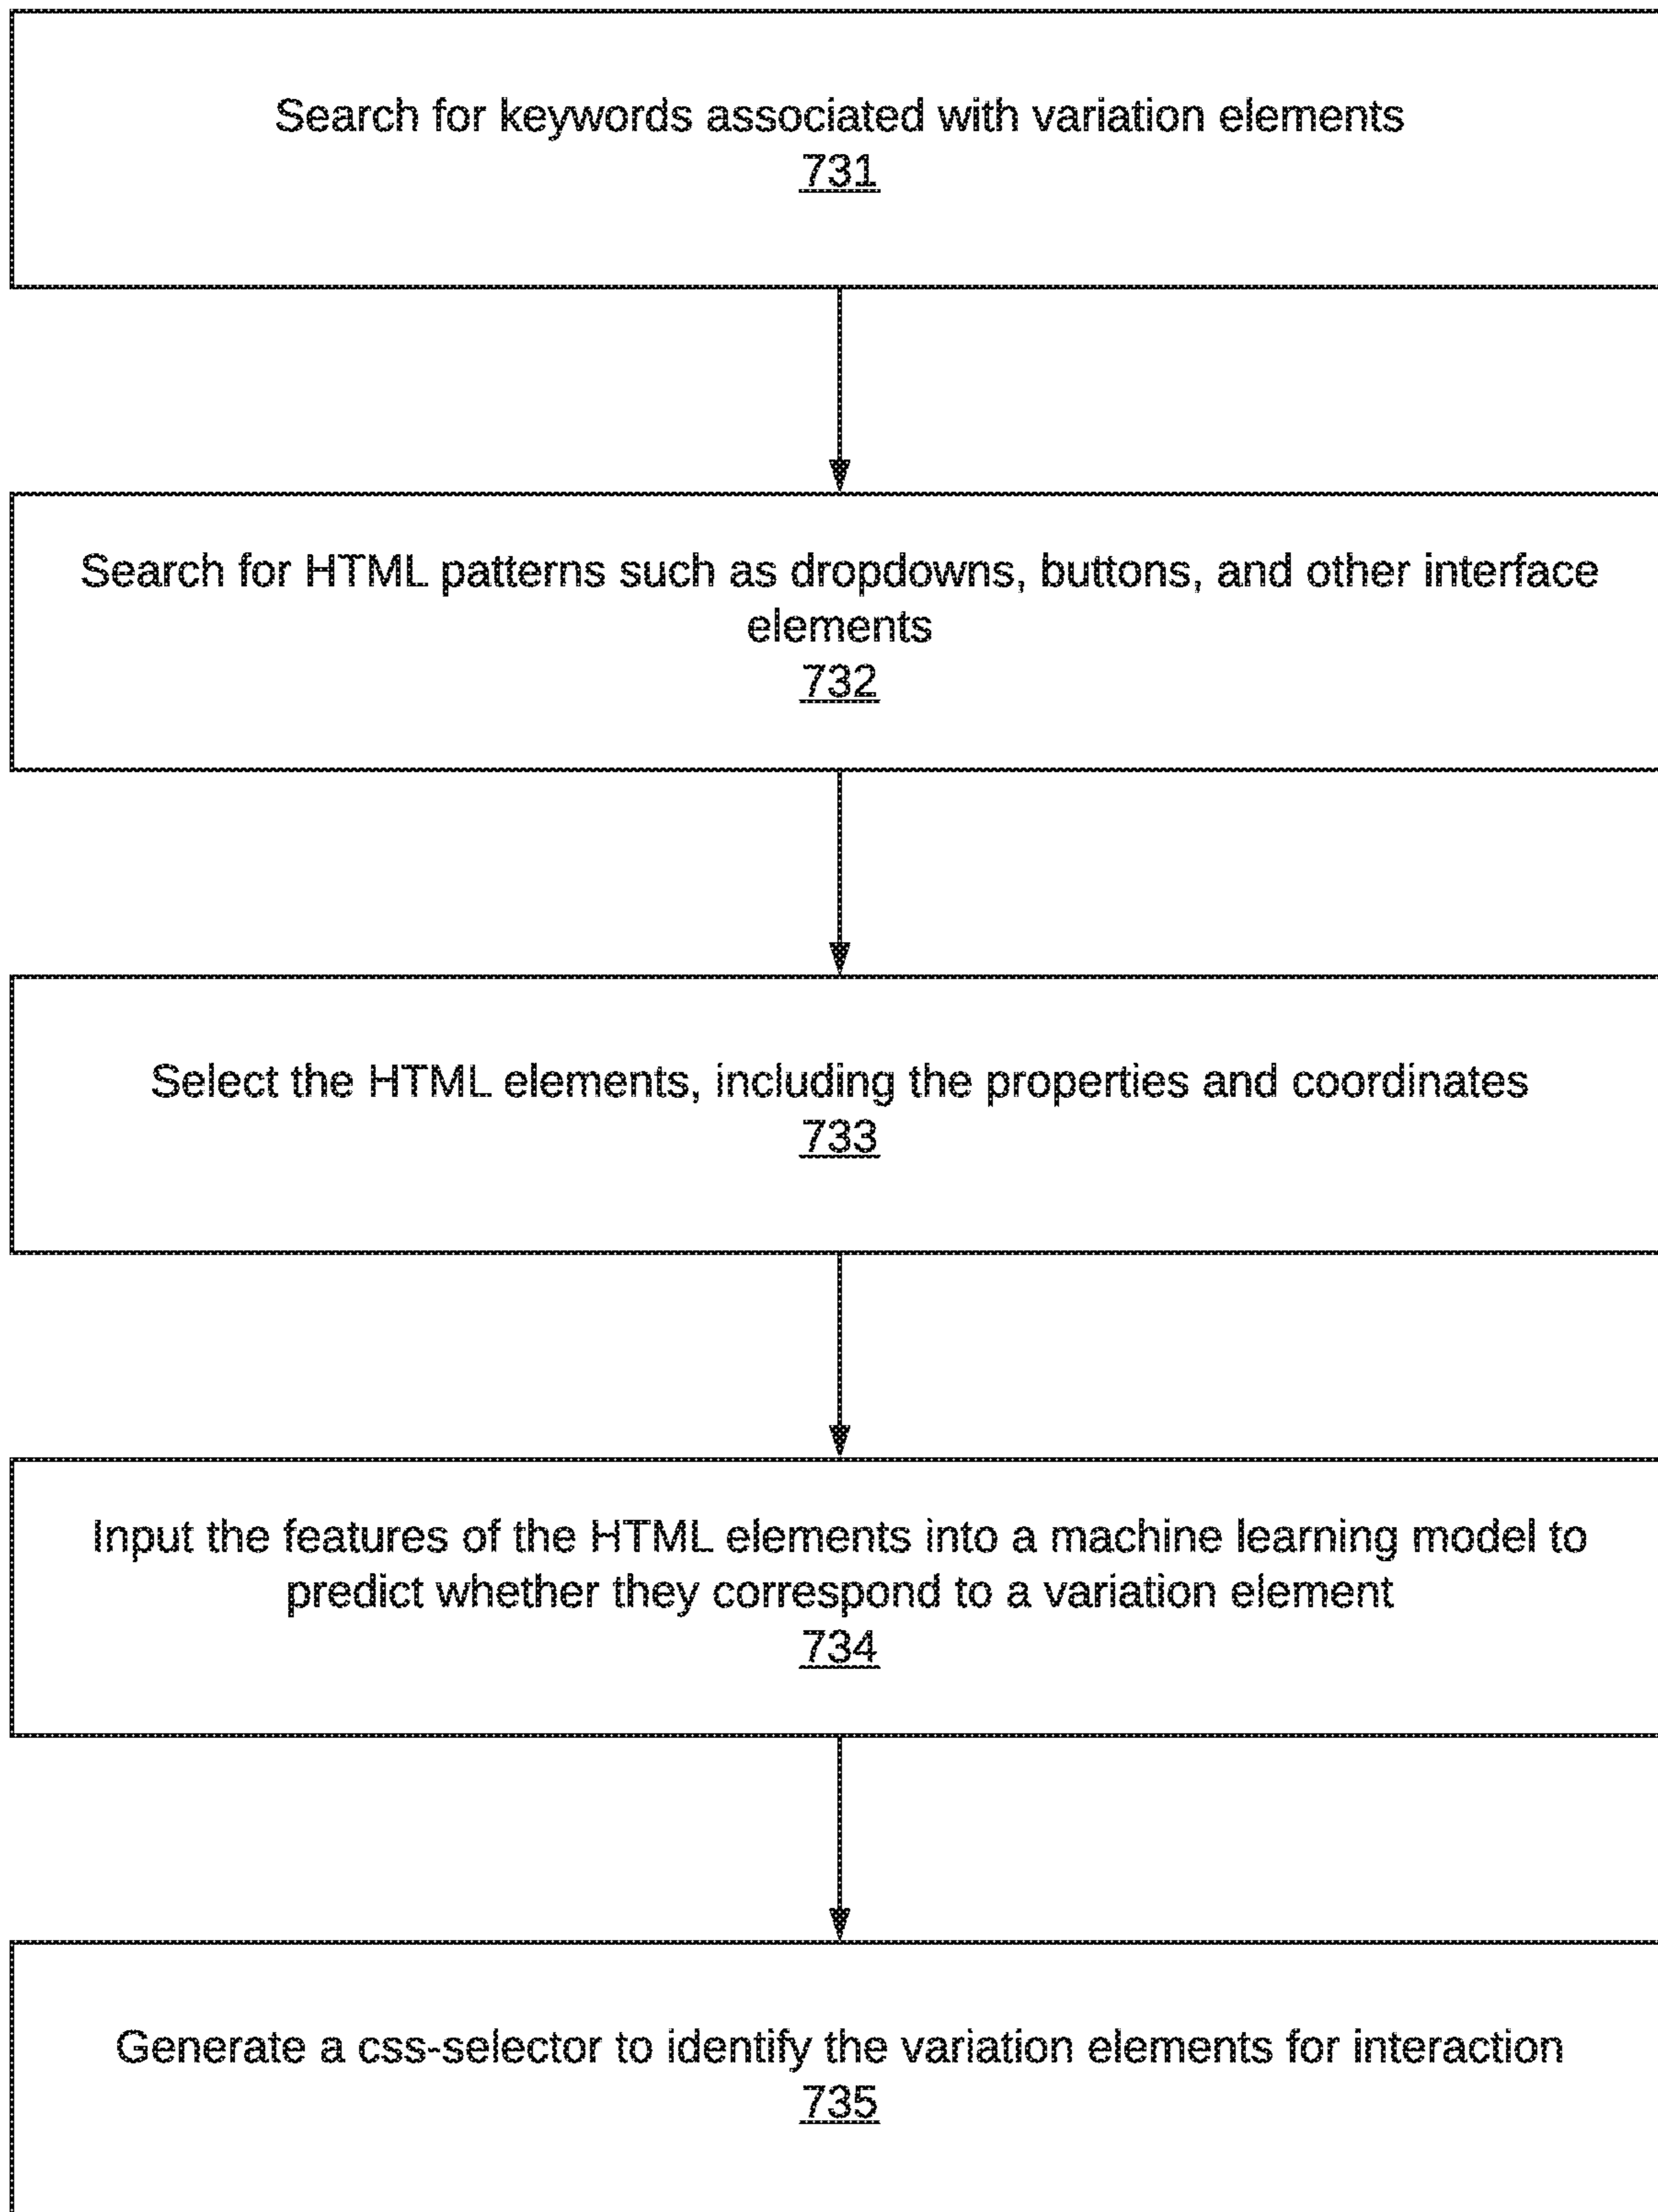 Search for keywords associated with variation elements
731
Search for HTML patterns such as dropdowns, buttons, and other interface
elements
732
Select the HTML elements, including the properties and coordinates
733
Input the features of the HTML elements into a machine learning model to
predict whether they correspond to a variation element
734
Generate a css-selector to identify the variation elements for interaction
735